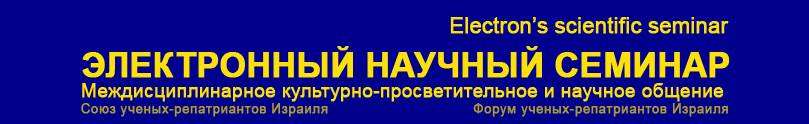 Electron's scientific seminar
ЭЛЕКТРОННЫЙ НАУЧНЫЙ СЕМИНАР
Междисциплинарное культурно-просветительное и научное общение
Союз ученых-репатриантов Израиля Форум ученых-репатриантов Израиля